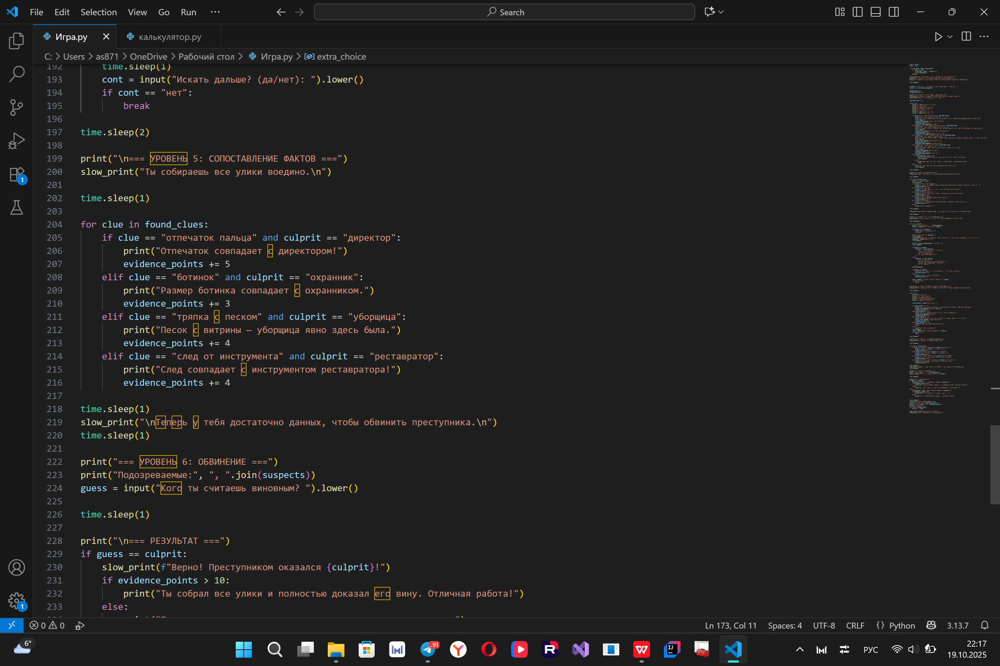 File Edit Selection View Go Run ··· Search
Игра.py калькулятор.py
C: > Users > as871 > OneDrive > Рабочий стол > Игра.py > extra_choice
192 time.sleep(1)
193 cont = input("Искать дальше? (да/нет): ").lower()
194 if cont == "нет":
195 break
196
197 time.sleep(2)
198
199 print("\n=== УРОВЕНЬ 5: СОПОСТАВЛЕНИЕ ФАКТОВ ===")
200 slow_print("Ты собираешь все улики воедино.\n")
201
202 time.sleep(1)
203
204 for clue in found_clues:
205 if clue == "отпечаток пальца" and culprit == "директор":
206 print("Отпечаток совпадает с директором!")
207 evidence_points += 5
208 elif clue == "ботинок" and culprit == "охранник":
209 print("Размер ботинка совпадает с охранником.")
210 evidence_points += 3
211 elif clue == "тряпка с песком" and culprit == "уборщица":
212 print("Песок с витрины — уборщица явно здесь была.")
213 evidence_points += 4
214 elif clue == "след от инструмента" and culprit == "реставратор":
215 print("След совпадает с инструментом реставратора!")
216 evidence_points += 4
217
218 time.sleep(1)
219 slow_print("\nТеперь у тебя достаточно данных, чтобы обвинить преступника.\n")
220 time.sleep(1)
221
222 print("=== УРОВЕНЬ 6: ОБВИНЕНИЕ ===")
223 print("Подозреваемые:", ", ".join(suspects))
224 guess = input("Кого ты считаешь виновным? ").lower()
225
226 time.sleep(1)
227
228 print("\n=== РЕЗУЛЬТАТ ===")
229 if guess == culprit:
230 slow_print(f"Верно! Преступником оказался {culprit}!")
231 if evidence_points > 10:
232 print("Ты собрал все улики и полностью доказал его вину. Отличная работа!")
233 else:
1
1
0 0 Ln 173, Col 11 Spaces: 4 UTF-8 CRLF {} Python 3.13.7
6° ..91 РУС 22:17
19.10.2025